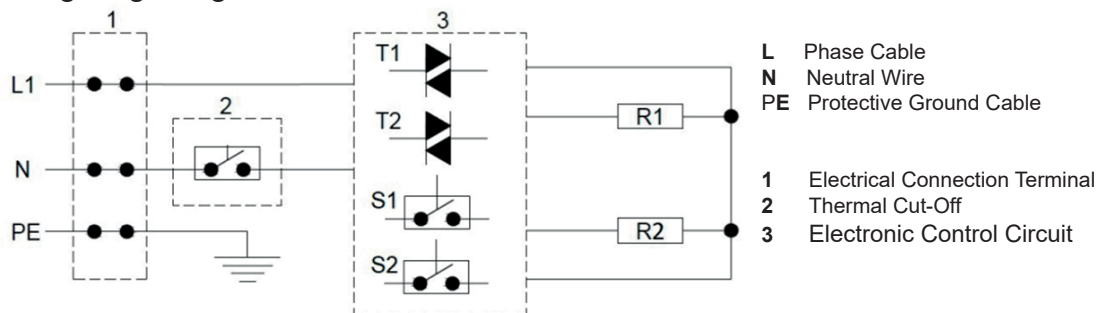 1
3
L1
2
N
PE
T1
T2
S1
S2
R1
R2
L Phase Cable
N Neutral Wire
PE Protective Ground Cable
1 Electrical Connection Terminal
2 Thermal Cut-Off
3 Electronic Control Circuit